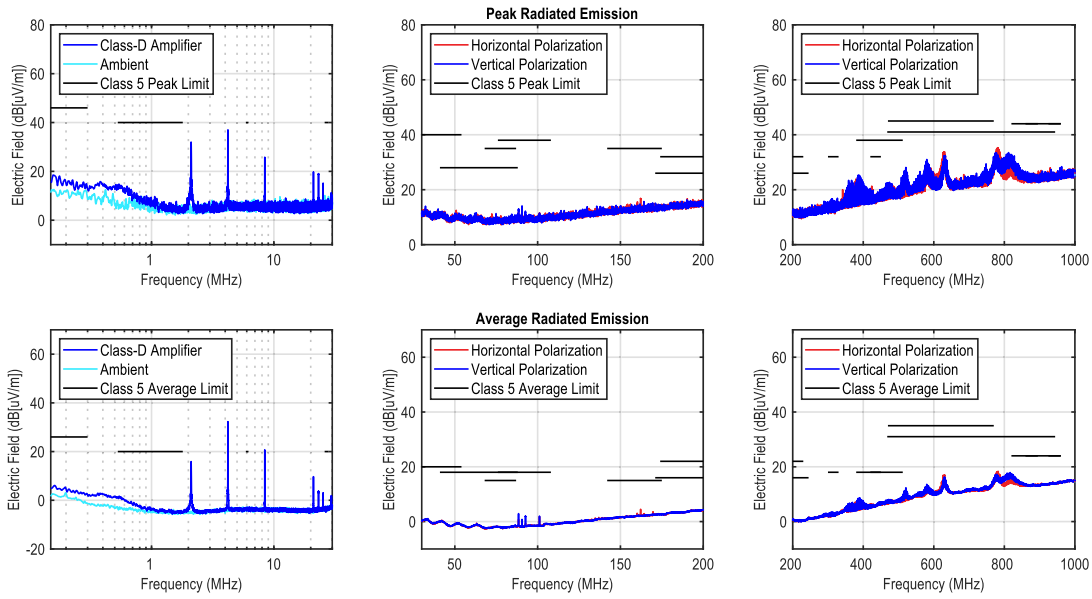 Peak Radiated Emission
80
60
40
20
0
Electric Field (dB[uV/m])
Class-D Amplifier
Ambient
Class 5 Peak Limit
1
10
Frequency (MHz)
80
60
40
20
0
Electric Field (dB[uV/m])
Horizontal Polarization
Vertical Polarization
Class 5 Peak Limit
50
100
150
200
Frequency (MHz)
80
60
40
20
0
Electric Field (dB[uV/m])
Horizontal Polarization
Vertical Polarization
Class 5 Peak Limit
200
400
600
800
1000
Frequency (MHz)
Average Radiated Emission
60
40
20
0
-20
Electric Field (dB[uV/m])
Class-D Amplifier
Ambient
Class 5 Average Limit
1
10
Frequency (MHz)
60
40
20
0
Electric Field (dB[uV/m])
Horizontal Polarization
Vertical Polarization
Class 5 Average Limit
50
100
150
200
Frequency (MHz)
60
40
20
0
Electric Field (dB[uV/m])
Horizontal Polarization
Vertical Polarization
Class 5 Average Limit
200
400
600
800
1000
Frequency (MHz)